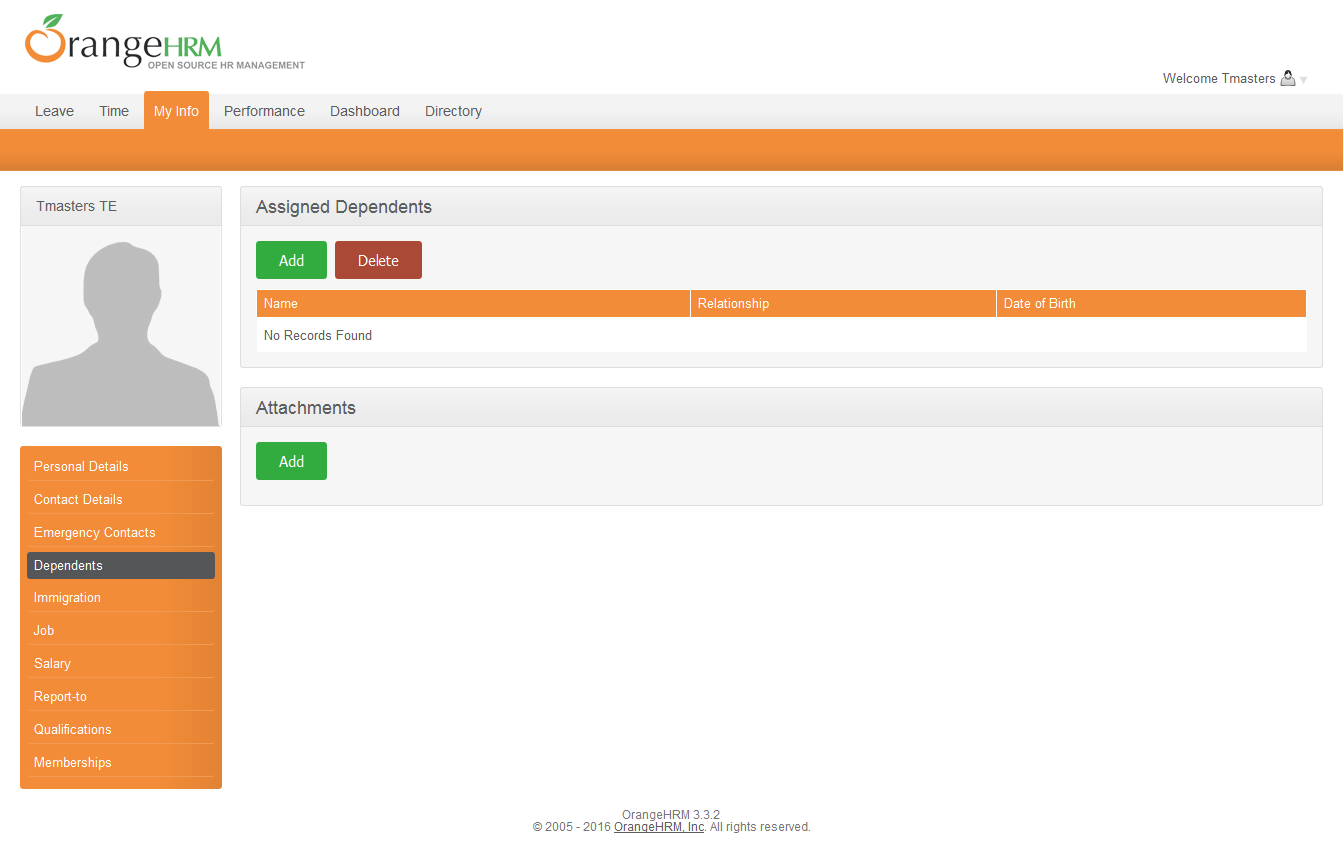 OrangeHRM
OPEN SOURCE HR MANAGEMENT
Welcome Tmasters
Leave Time My Info Performance Dashboard Directory
Tmasters TE
Personal Details
Contact Details
Emergency Contacts
Dependents
Immigration
Job
Salary
Report-to
Qualifications
Memberships
Assigned Dependents
Add Delete
Name Relationship Date of Birth
No Records Found
Attachments
Add
OrangeHRM 3.3.2
© 2005 - 2016 OrangeHRM, Inc. All rights reserved.